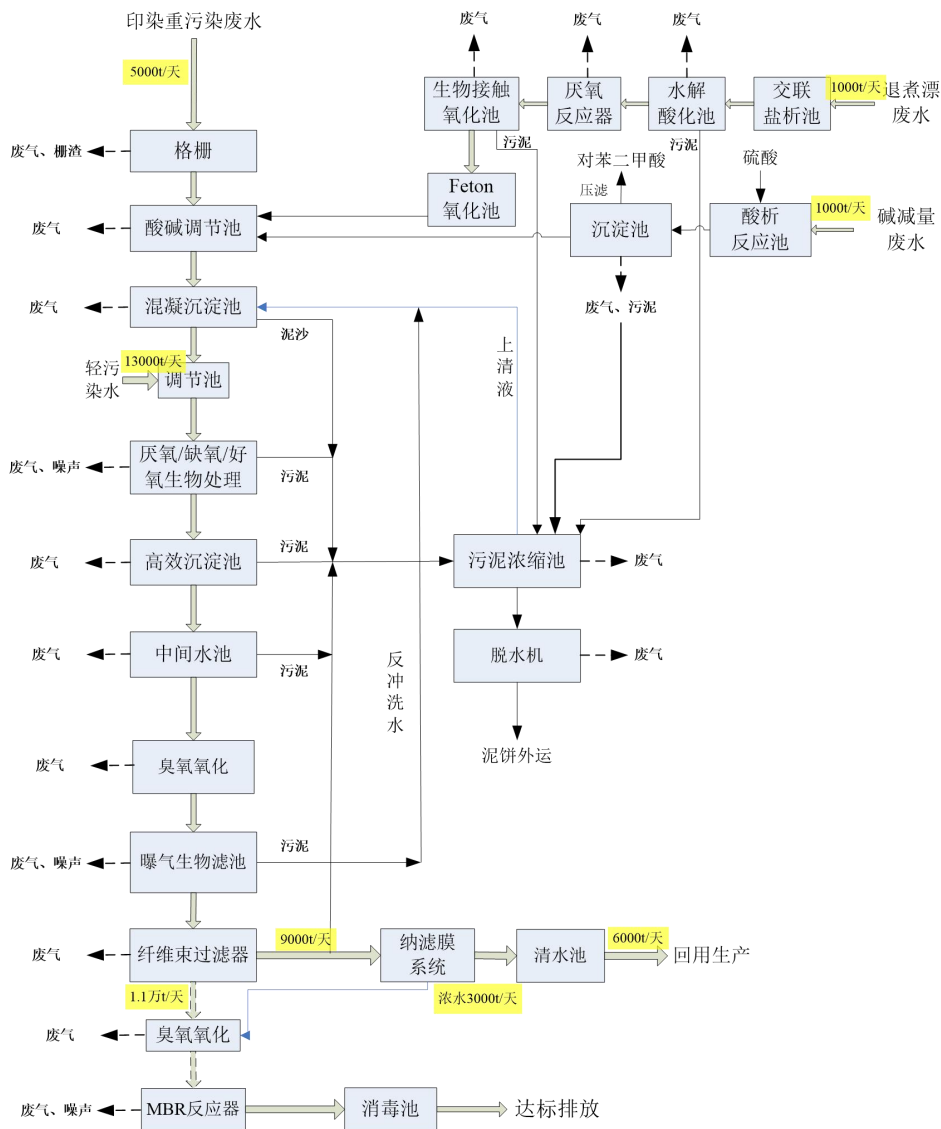 印染重污染废水
5000t/天
废气
废气
废气
生物接触
氧化池
厌氧
反应器
水解
酸化池
交联
盐析池
1000t/天
退煮漂
废水
污泥
污泥
废气、栅渣
格栅
对苯二甲酸
硫酸
Feton
氧化池
压滤
废气
酸碱调节池
沉淀池
酸析
反应池
1000t/天
碱减量
废水
废气
混凝沉淀池
废气、污泥
泥沙
上
清
液
13000t/天
轻污
染水
调节池
废气、噪声
厌氧/缺氧/好
氧生物处理
污泥
废气
高效沉淀池
污泥
污泥浓缩池
废气
废气
中间水池
污泥
反
冲
洗
水
脱水机
废气
泥饼外运
废气
臭氧氧化
废气、噪声
曝气生物滤池
污泥
废气
纤维束过滤器
9000t/天
纳滤膜
系统
清水池
6000t/天
回用生产
1.1万t/天
浓水3000t/天
废气
臭氧氧化
废气、噪声
MBR反应器
消毒池
达标排放